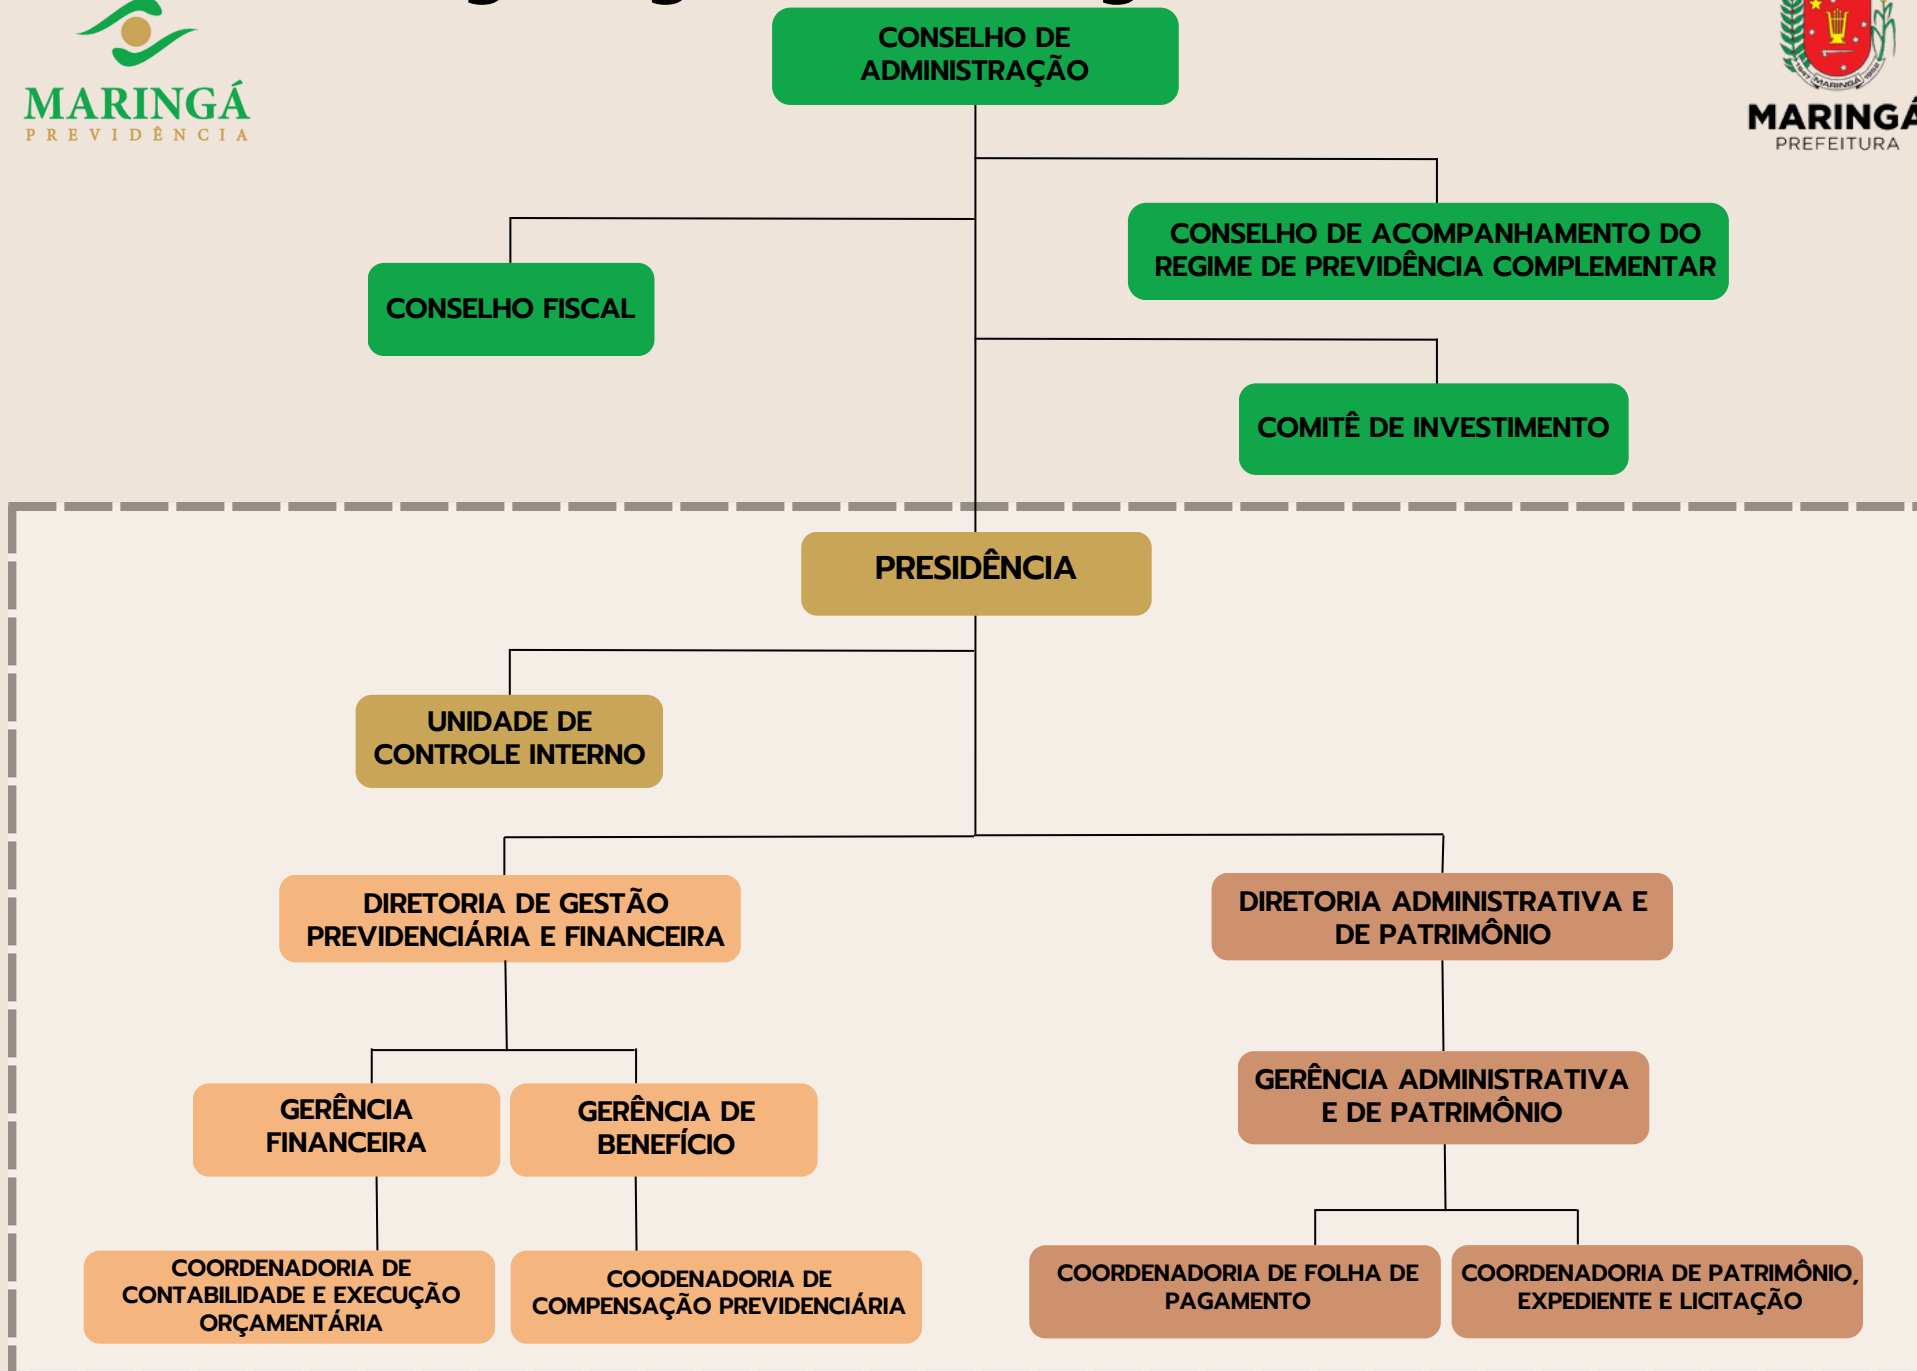 CONSELHO DE
ADMINISTRAÇÃO
MARINGÁ
PREVIDÊNCIA
MARINGÁ
MARINGÁ
PREFEITURA
CONSELHO DE ACOMPANHAMENTO DO
REGIME DE PREVIDÊNCIA COMPLEMENTAR
CONSELHO FISCAL
COMITÊ DE INVESTIMENTO
PRESIDÊNCIA
UNIDADE DE
CONTROLE INTERNO
DIRETORIA DE GESTÃO
PREVIDENCIÁRIA E FINANCEIRA
DIRETORIA ADMINISTRATIVA E
DE PATRIMÔNIO
GERÊNCIA
FINANCEIRA
GERÊNCIA DE
BENEFÍCIO
GERÊNCIA ADMINISTRATIVA
E DE PATRIMÔNIO
COORDENADORIA DE
CONTABILIDADE E EXECUÇÃO
ORÇAMENTÁRIA
COODENADORIA DE
COMPENSAÇÃO PREVIDENCIÁRIA
COORDENADORIA DE FOLHA DE
PAGAMENTO
COORDENADORIA DE PATRIMÔNIO,
EXPEDIENTE E LICITAÇÃO